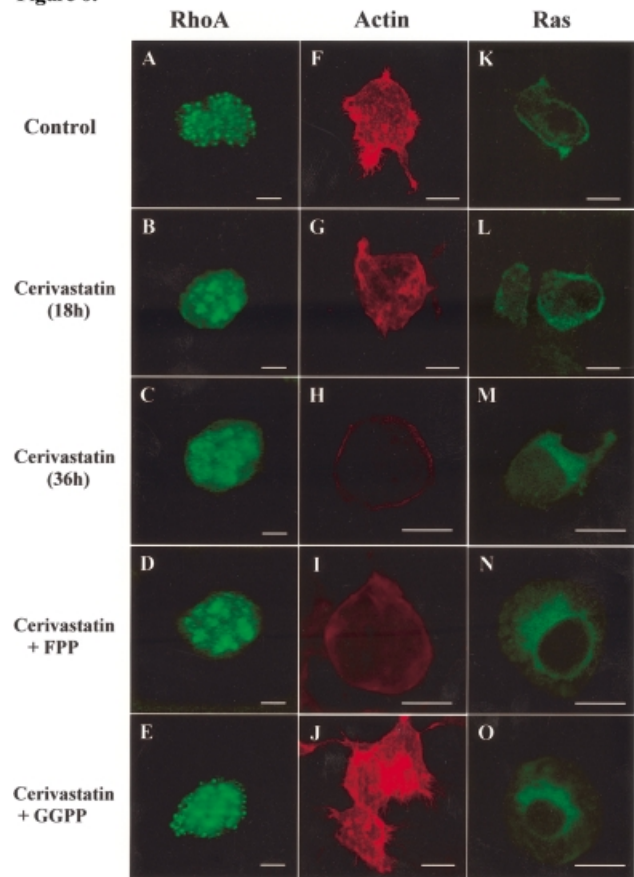 RhoA Actin Ras
A F K
Control
B G L
Cerivastatin
(18h)
C H M
Cerivastatin
(36h)
D I N
Cerivastatin
+ FPP
E J O
Cerivastatin
+ GGPP